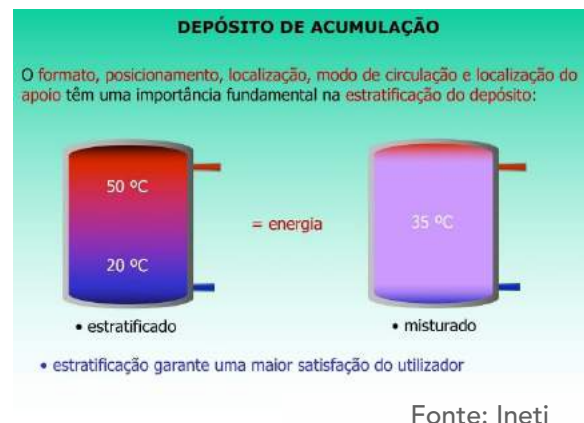 DEPÓSITO DE ACUMULAÇÃO
O formato, posicionamento, localização, modo de circulação e localização do
apoio têm uma importância fundamental na estratificação do depósito:
50 ºC
20 ºC
= energia
35 ºC
• estratificado
• misturado
• estratificação garante uma maior satisfação do utilizador
Fonte: Ineti